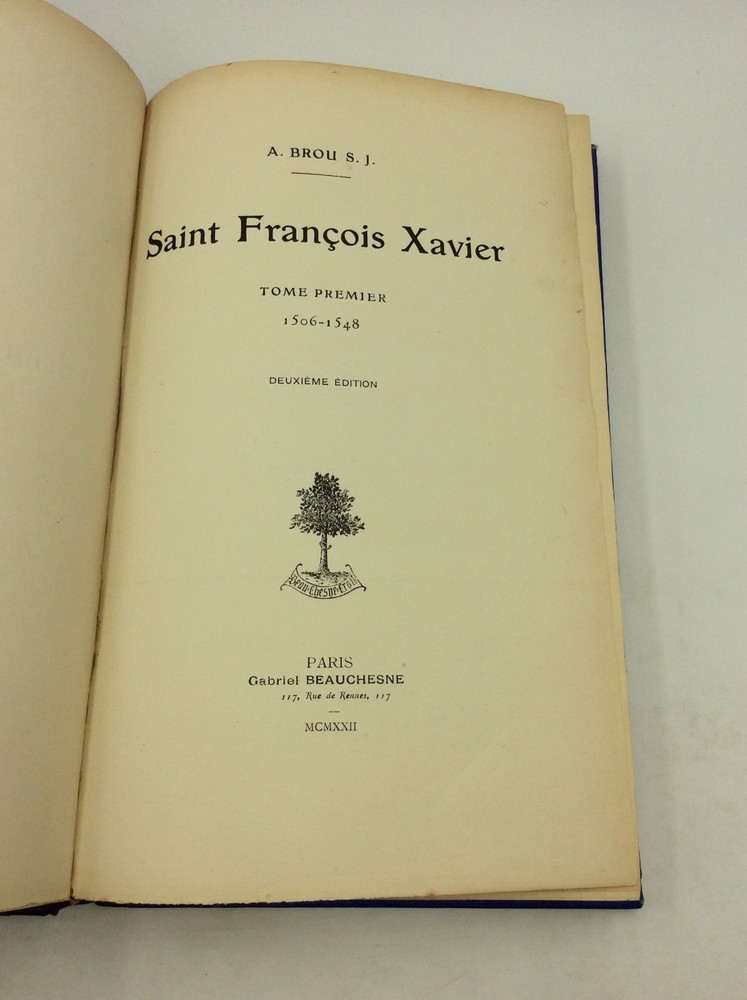 A. BROU S. J.
Saint François Xavier
TOME PREMIER
1506-1548
DEUXIÈME ÉDITION
PARIS
Gabriel BEAUCHESNE
117, Rue de Rennes, 117
MCMXXII